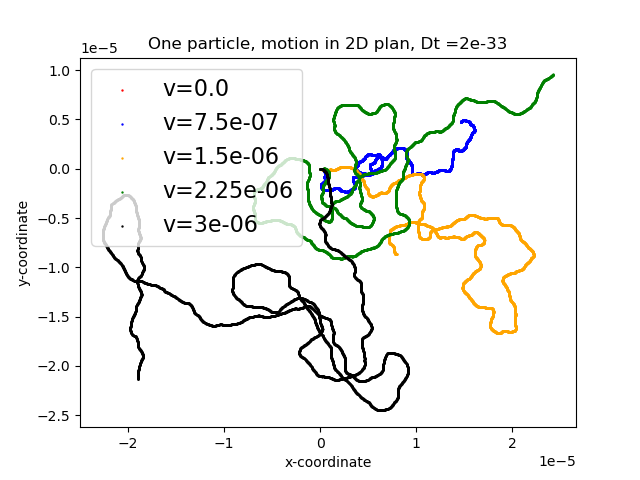 One particle, motion in 2D plan, Dt =2e-33
1e−5
1.0
0.5
0.0
−0.5
−1.0
−1.5
−2.0
−2.5
y-coordinate
v=0.0
v=7.5e-07
v=1.5e-06
v=2.25e-06
v=3e-06
−2
−1
0
1
2
x-coordinate
1e−5